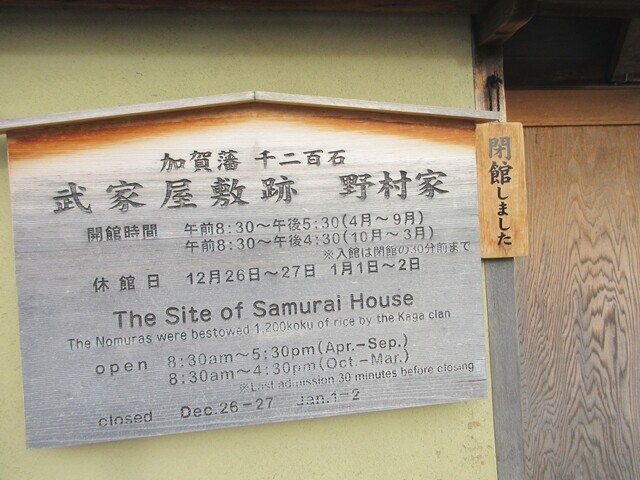 加賀藩 千二百石
武家屋敷跡 野村家
開館時間 午前8:30～午後5:30(4月～9月)
午前8:30～午後4:30(10月～3月)
※入館は閉館の30分前まで
休館日 12月26日～27日 1月1日～2日
The Site of Samurai House
The Nomuras were bestowed 1,200koku of rice by the Kaga clan
open 8:30am～5:30pm(Apr.-Sep.)
8:30am～4:30pm(Oct.-Mar.)
※Last admission 30 minutes before closing
closed Dec.26-27 Jan.1-2
閉館しました